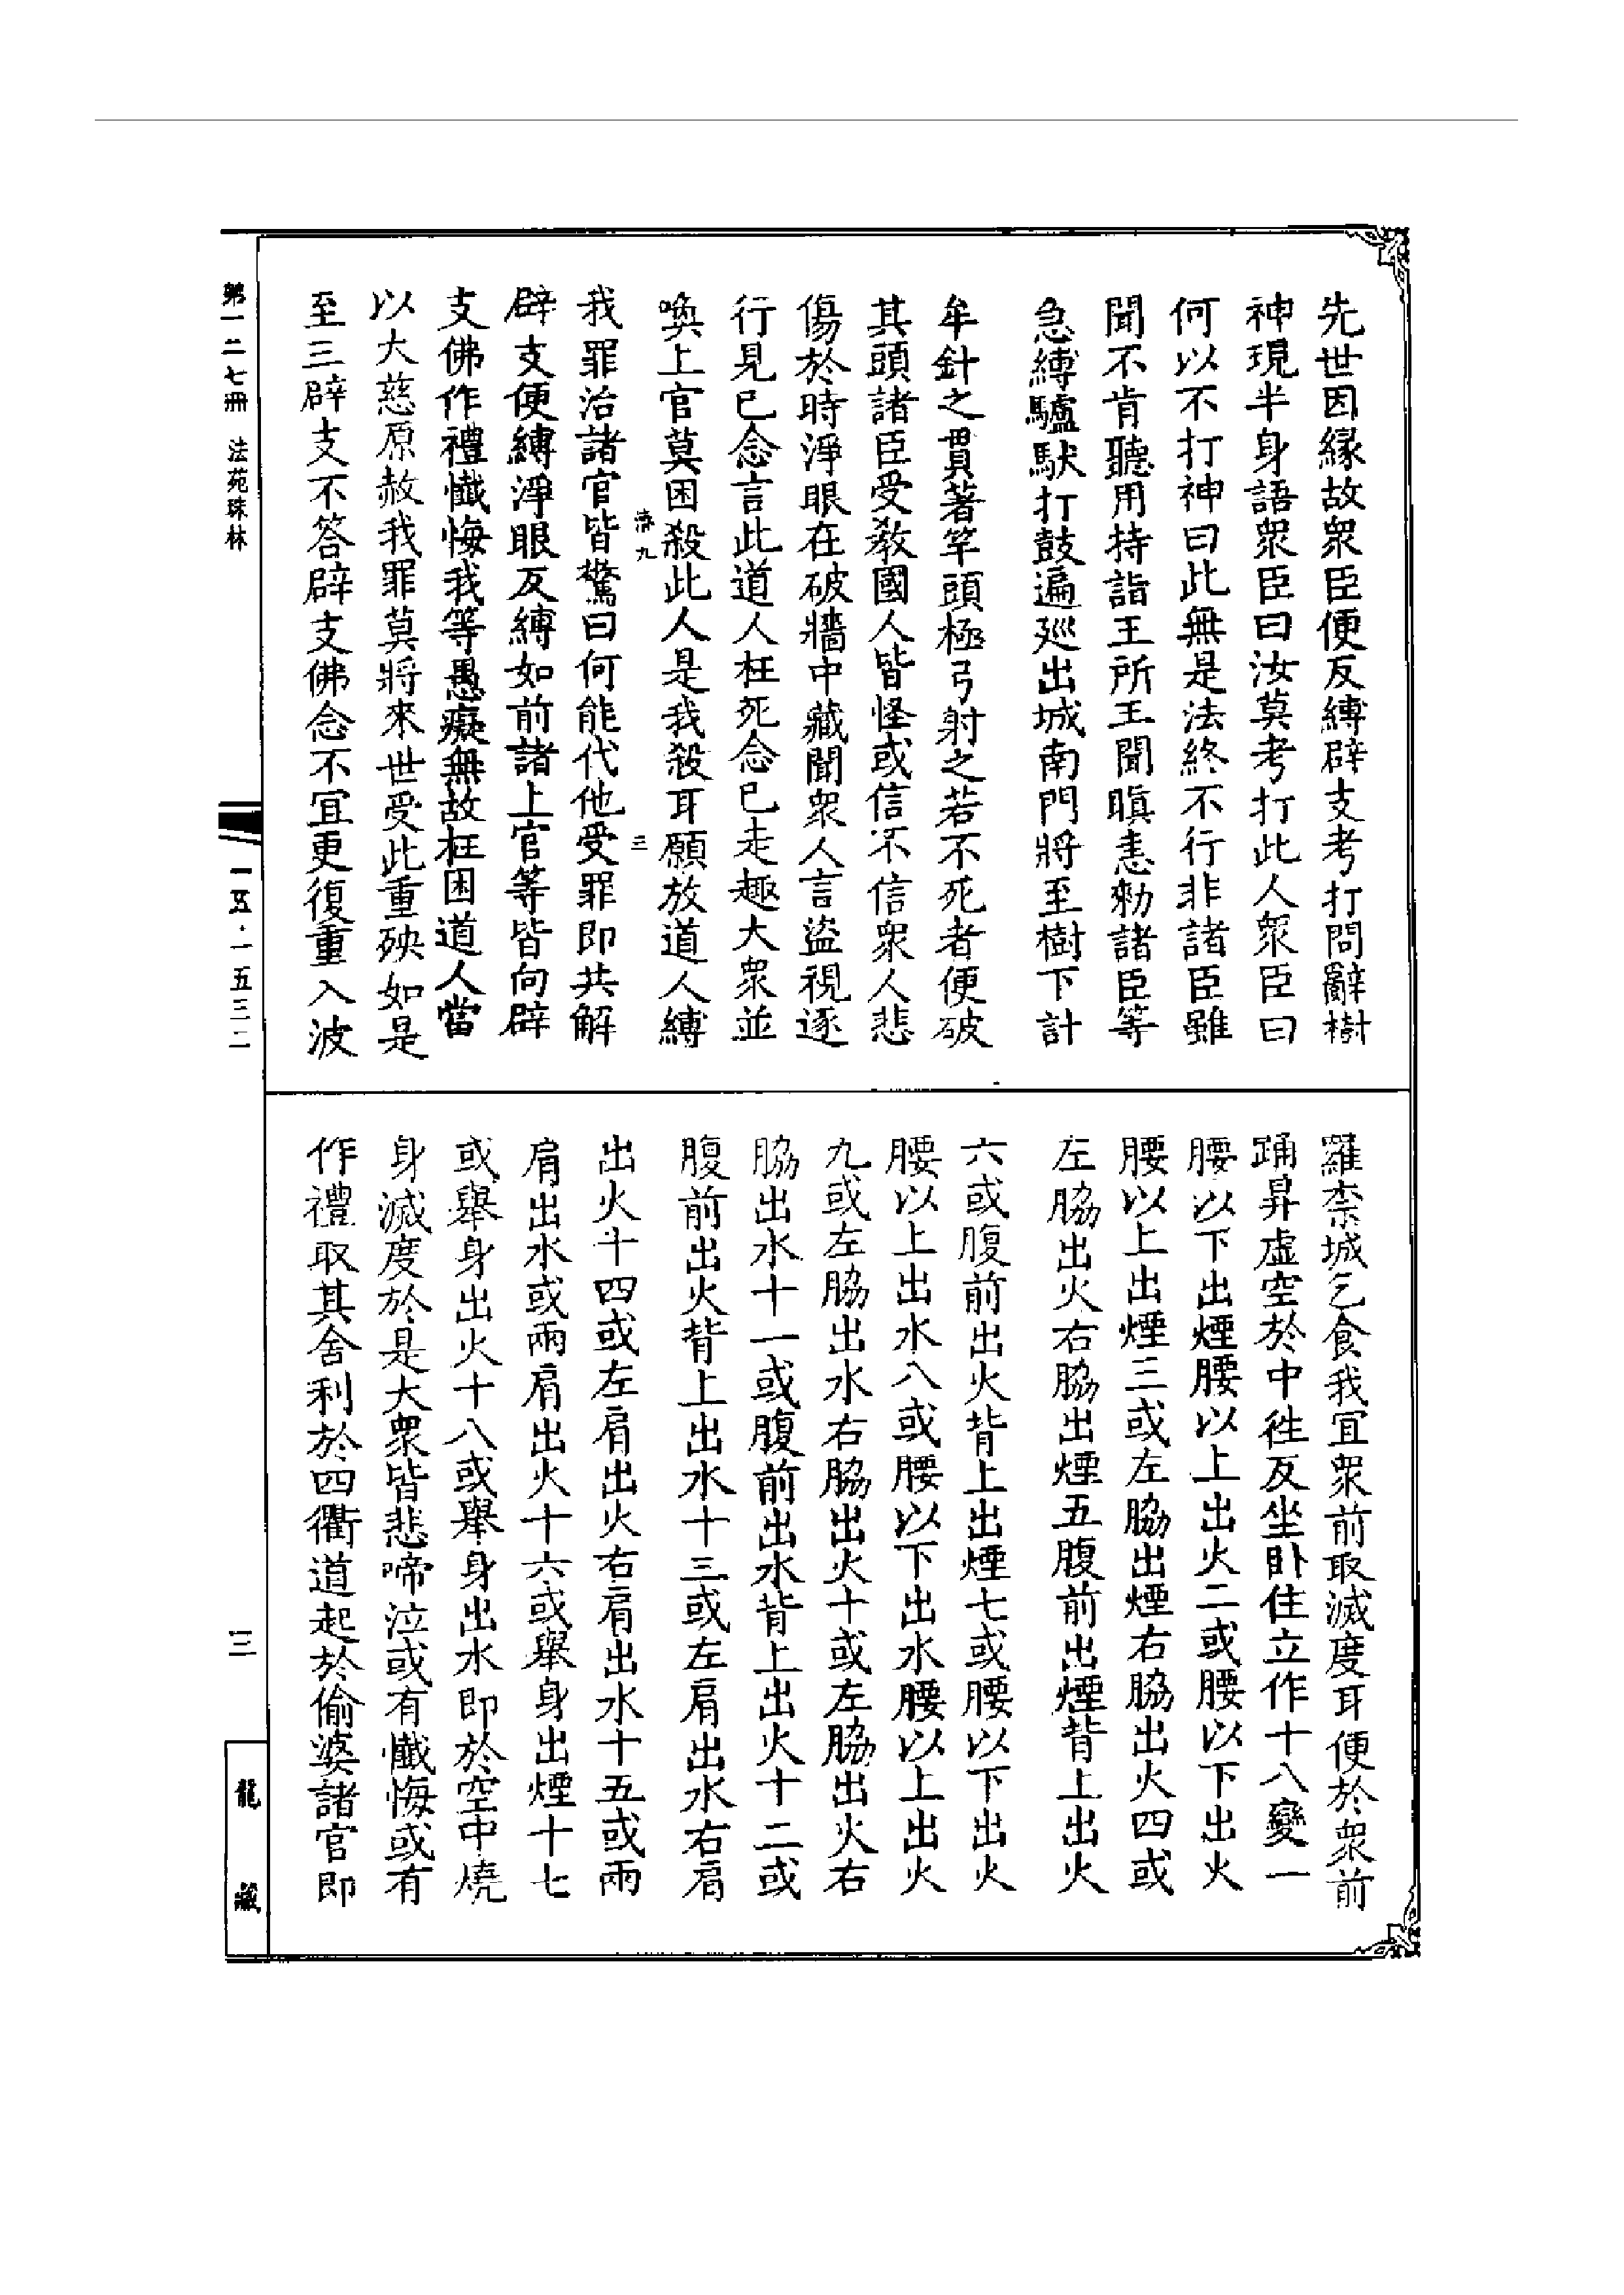 先世因緣故衆臣便反縛辟支考打問辭樹
神現半身語衆臣曰汝莫考打此人衆臣曰
何以不打神曰此無是法終不行非諸臣雖
聞不肯聽用持詣王所王聞瞋恚勑諸臣等
急縛驢駄打鼓遍廵出城南門將至樹下計
牟針之貫著竿頭極弓射之若不死者便破
其頭諸臣受教國人皆怪或信不信衆人悲
傷於時淨眼在破牆中藏聞衆人言盜視逐
行見已念言此道人枉死念已走趣大衆並
喚上官莫困殺此人是我殺耳願放道人縛
我罪治諸官皆驚曰何能代他受罪即共解
辟支便縛淨眼反縛如前諸上官等皆向辟
支佛作禮懺悔我等愚癡無故枉困道人當
以大慈原赦我罪莫將來世受此重殃如是
至三辟支不答辟支佛念不宜更復重入波
羅奈城乞食我宜衆前取滅度耳便於衆前
踊昇虛空於中徃反坐卧住立作十八變一
腰以下出煙腰以上出火二或腰以下出火
腰以上出煙三或左脇出煙右脇出火四或
左脇出火右脇出煙五腹前出煙背上出火
六或腹前出火背上出煙七或腰以下出火
腰以上出水八或腰以下出水腰以上出火
九或左脇出水右脇出火十或左脇出火右
脇出水十一或腹前出水背上出火十二或
腹前出火背上出水十三或左肩出水右肩
出火十四或左肩出火右肩出水十五或兩
肩出水或兩肩出火十六或舉身出煙十七
或舉身出火十八或舉身出水即於空中燒
身滅度於是大衆皆悲啼泣或有懺悔或有
作禮取其舍利於四衢道起於偷婆諸官即
第一二七冊 法苑珠林
一五·一五三二
三
龍藏